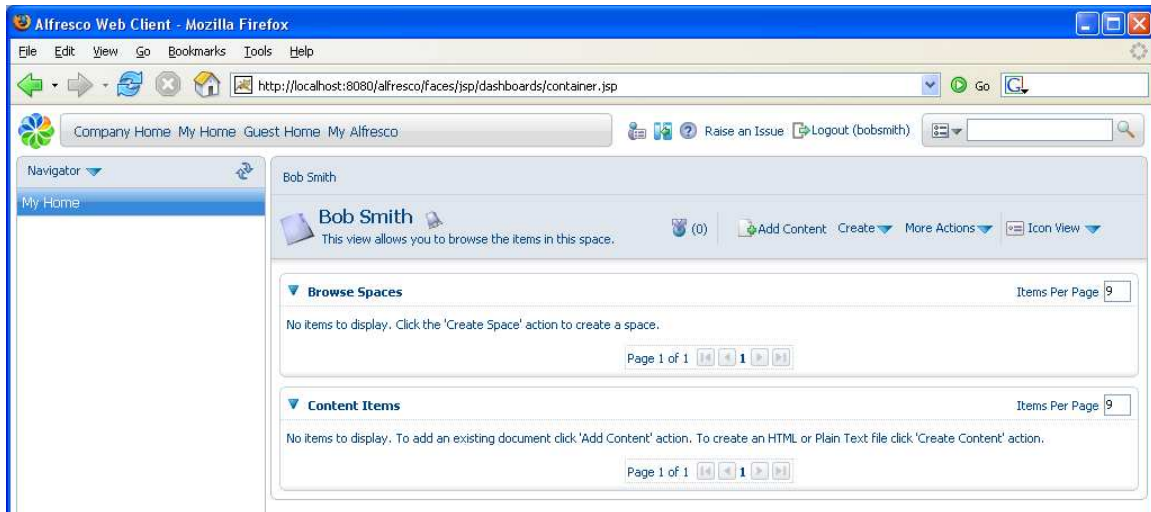 Alfresco Web Client - Mozilla Firefox
File Edit View Go Bookmarks Tools Help
http://localhost:8080/alfresco/faces/jsp/dashboards/container.jsp Go G
Company Home My Home Guest Home My Alfresco Raise an Issue Logout (bobsmith)
Navigator
My Home
Bob Smith
Bob Smith
This view allows you to browse the items in this space.
(0) Add Content Create More Actions Icon View
Browse Spaces Items Per Page 9
No items to display. Click the 'Create Space' action to create a space.
Page 1 of 1 1
Content Items Items Per Page 9
No items to display. To add an existing document click 'Add Content' action. To create an HTML or Plain Text file click 'Create Content' action.
Page 1 of 1 1